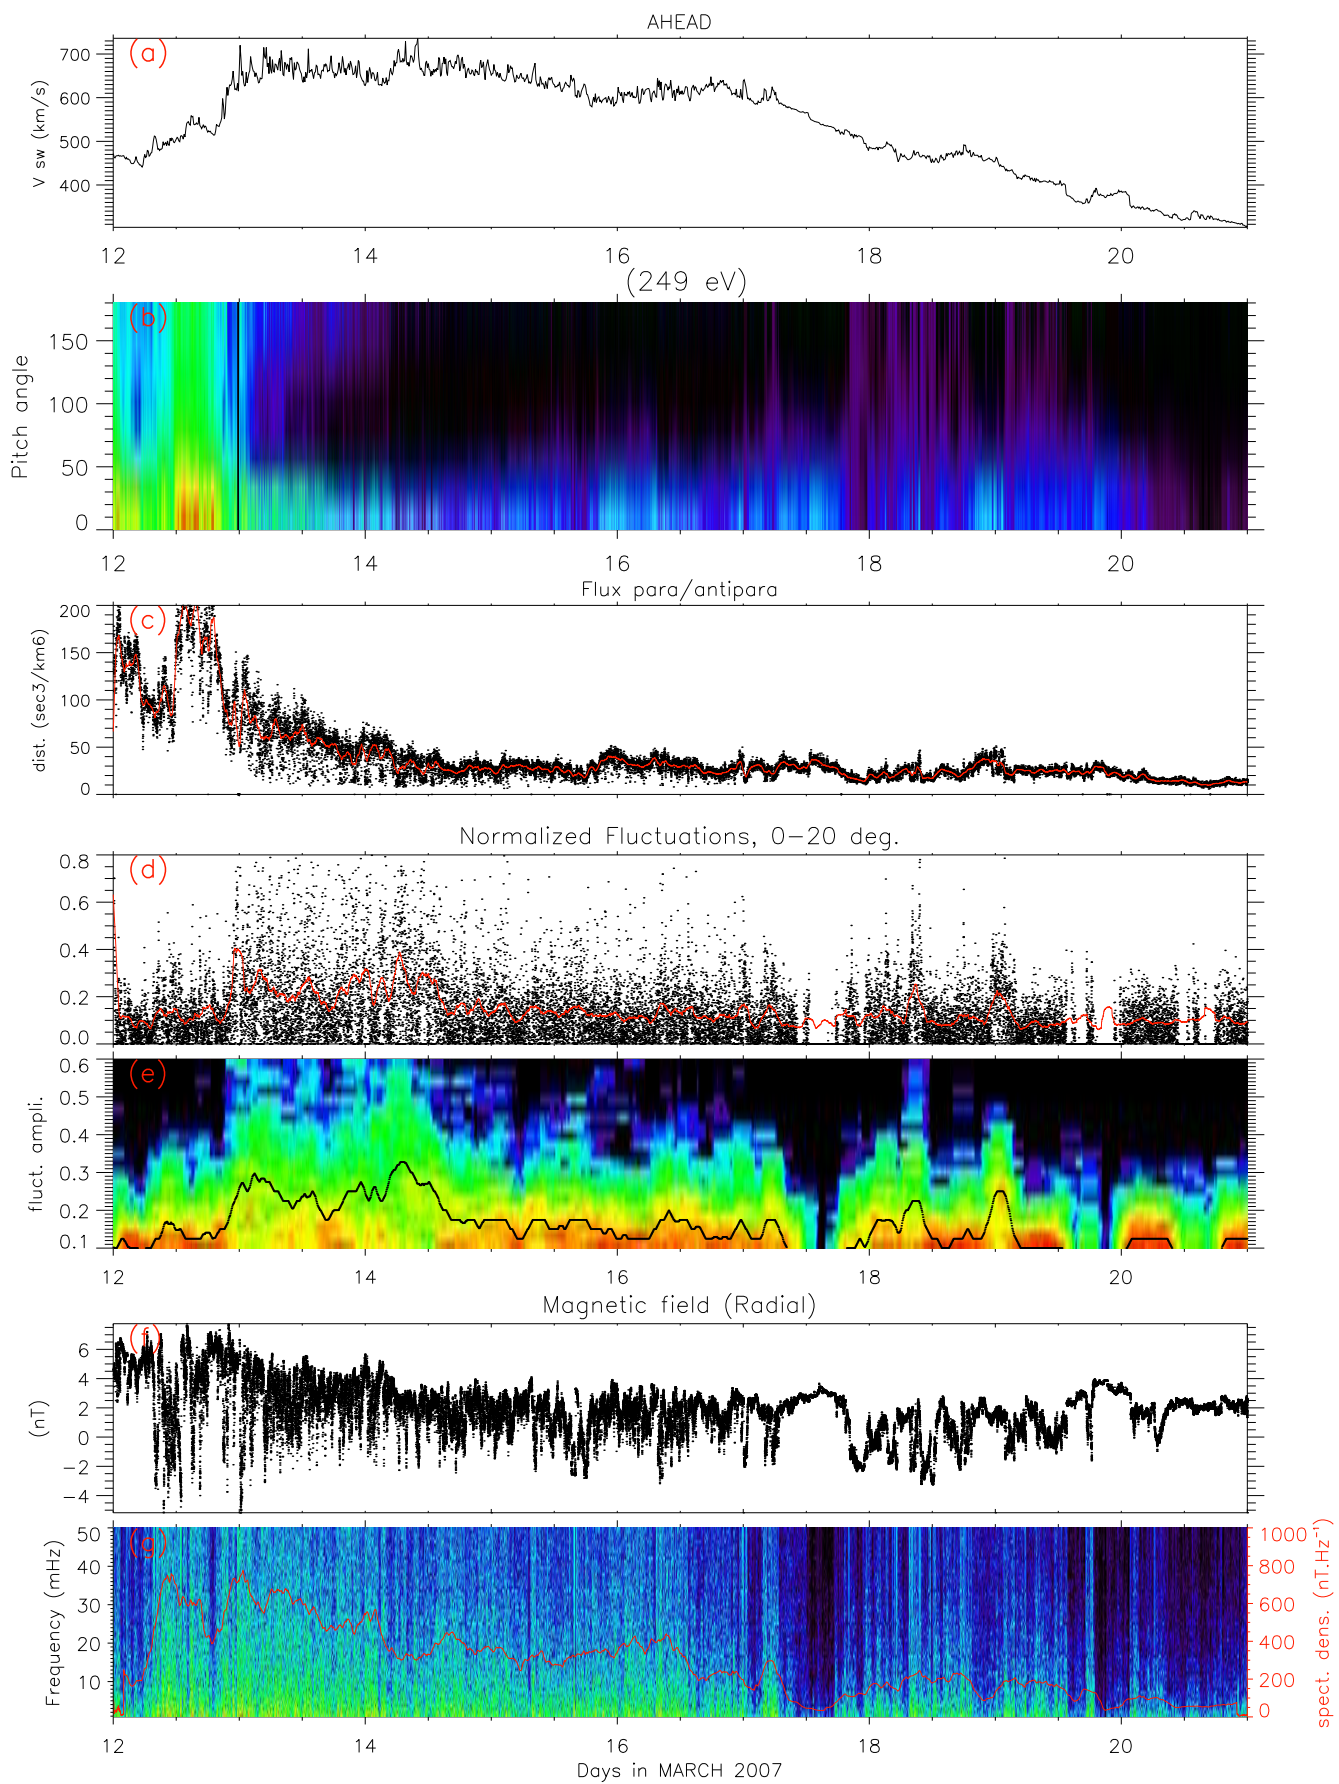 AHEAD
(a)
700
600
500
400
V sw (km/s)
12 14 16 18 20
(249 eV)
(b)
150
100
50
0
Pitch angle
12 14 16 18 20
Flux para/antipara
(c)
200
150
100
50
0
dist. (sec3/km6)
12 14 16 18 20
Normalized Fluctuations, 0−20 deg.
(d)
0.8
0.6
0.4
0.2
0.0
(e)
0.6
0.5
0.4
0.3
0.2
0.1
fluct. ampli.
12 14 16 18 20
Magnetic field (Radial)
(f)
6
4
2
0
−2
−4
(nT)
(g)
50
40
30
20
10
Frequency (mHz)
1000
800
600
400
200
0
spect. dens. (nT.Hz⁻¹)
12 14 16 18 20
Days in MARCH 2007